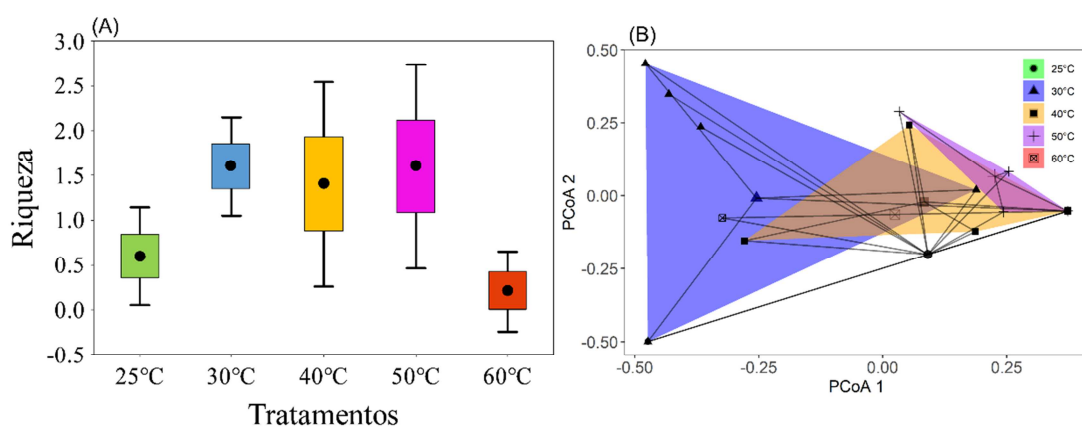 (A)
Riqueza
3.0
2.5
2.0
1.5
1.0
0.5
0.0
-0.5
25°C 30°C 40°C 50°C 60°C
Tratamentos
(B)
PCoA 2
0.50
0.25
0.00
-0.25
-0.50
-0.50 -0.25 0.00 0.25
PCoA 1
25°C
30°C
40°C
50°C
60°C